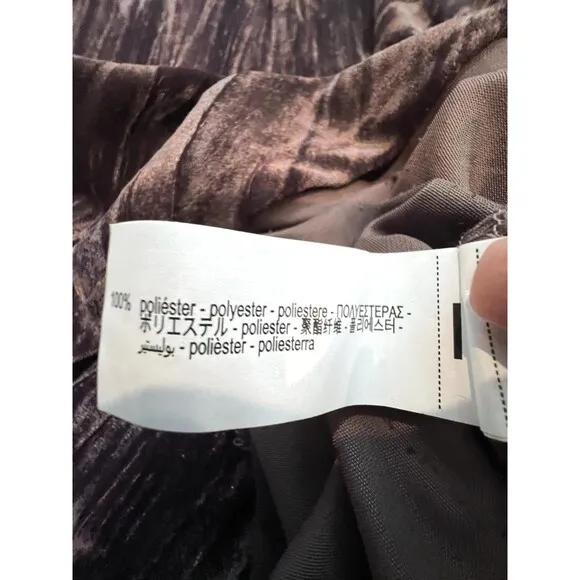 100% poliéster - polyester - poliestere - ΠΟΛΥΕΣΤΕΡΑΣ -
ポリエステル - poliester - 聚酯纤维 - 폴리에스터 -
بوليستير - polièster - poliesterra